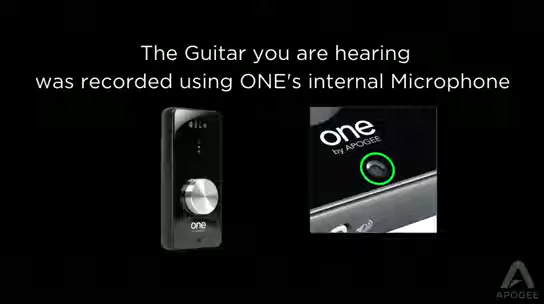 The Guitar you are hearing
was recorded using ONE's internal Microphone
one
one
by APOGEE
APOGEE